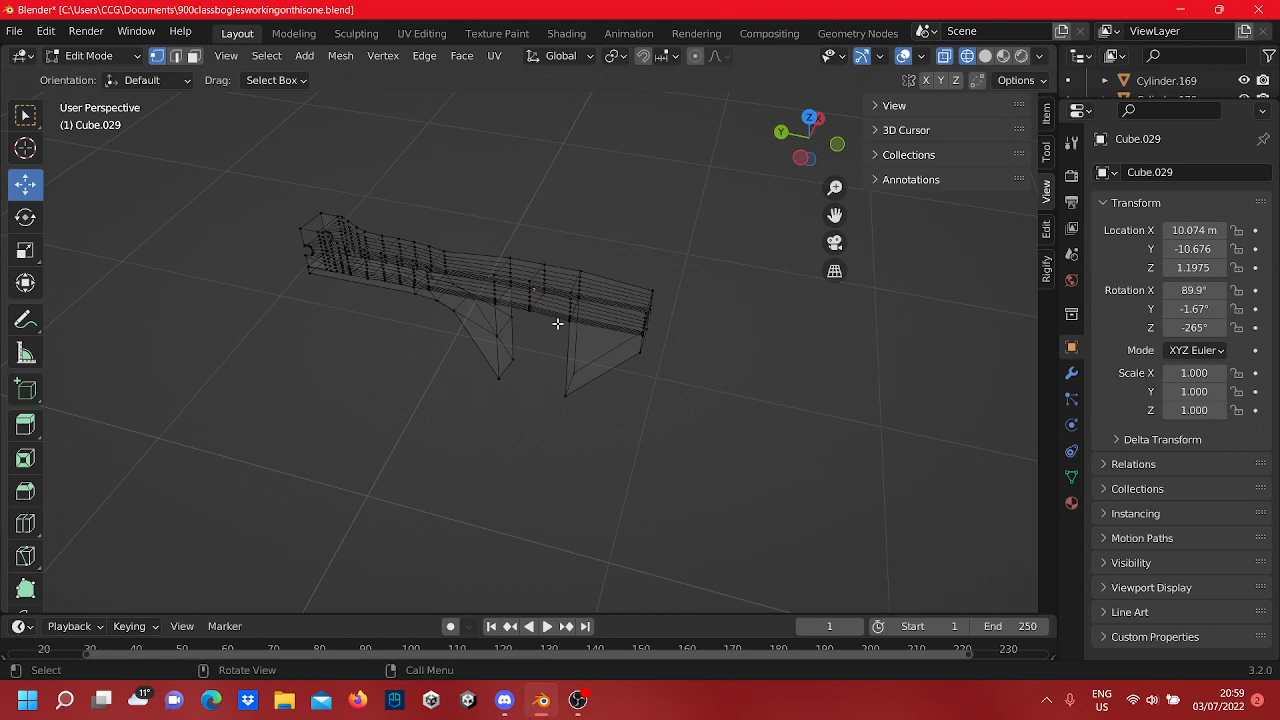 Blender* [C:\Users\CCG\Documents\900classbogiesworkingonthisone.blend]
File Edit Render Window Help Layout Modeling Sculpting UV Editing Texture Paint Shading Animation Rendering Compositing Geometry Nodes Scene ViewLayer
Edit Mode View Select Add Mesh Vertex Edge Face UV Global
Orientation: Default Drag: Select Box X Y Z Options
Cylinder.169
User Perspective
(1) Cube.029
Z
Y
View
3D Cursor
Collections
Annotations
Item
Tool
View
Edit
Rigify
Cube.029
Cube.029
Transform
Location X 10.074 m
Y -10.676
Z 1.1975
Rotation X 89.9°
Y -1.67°
Z -265°
Mode XYZ Euler
Scale X 1.000
Y 1.000
Z 1.000
Delta Transform
Relations
Collections
Instancing
Motion Paths
Visibility
Viewport Display
Line Art
Custom Properties
Playback Keying View Marker 1 Start 1 End 250
20 30 40 50 60 70 80 90 100 110 120 130 140 150 160 170 180 190 200 210 220 230
Select Rotate View Call Menu 3.2.0
11° ENG US 20:59 03/07/2022 2